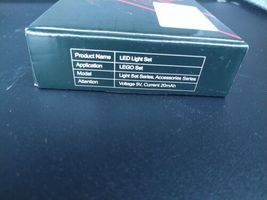 Product Name LED Light Set
Application LEGO Set
Model Light Set Series, Accessories Series
Attention Voltage 5V, Current 20mAh